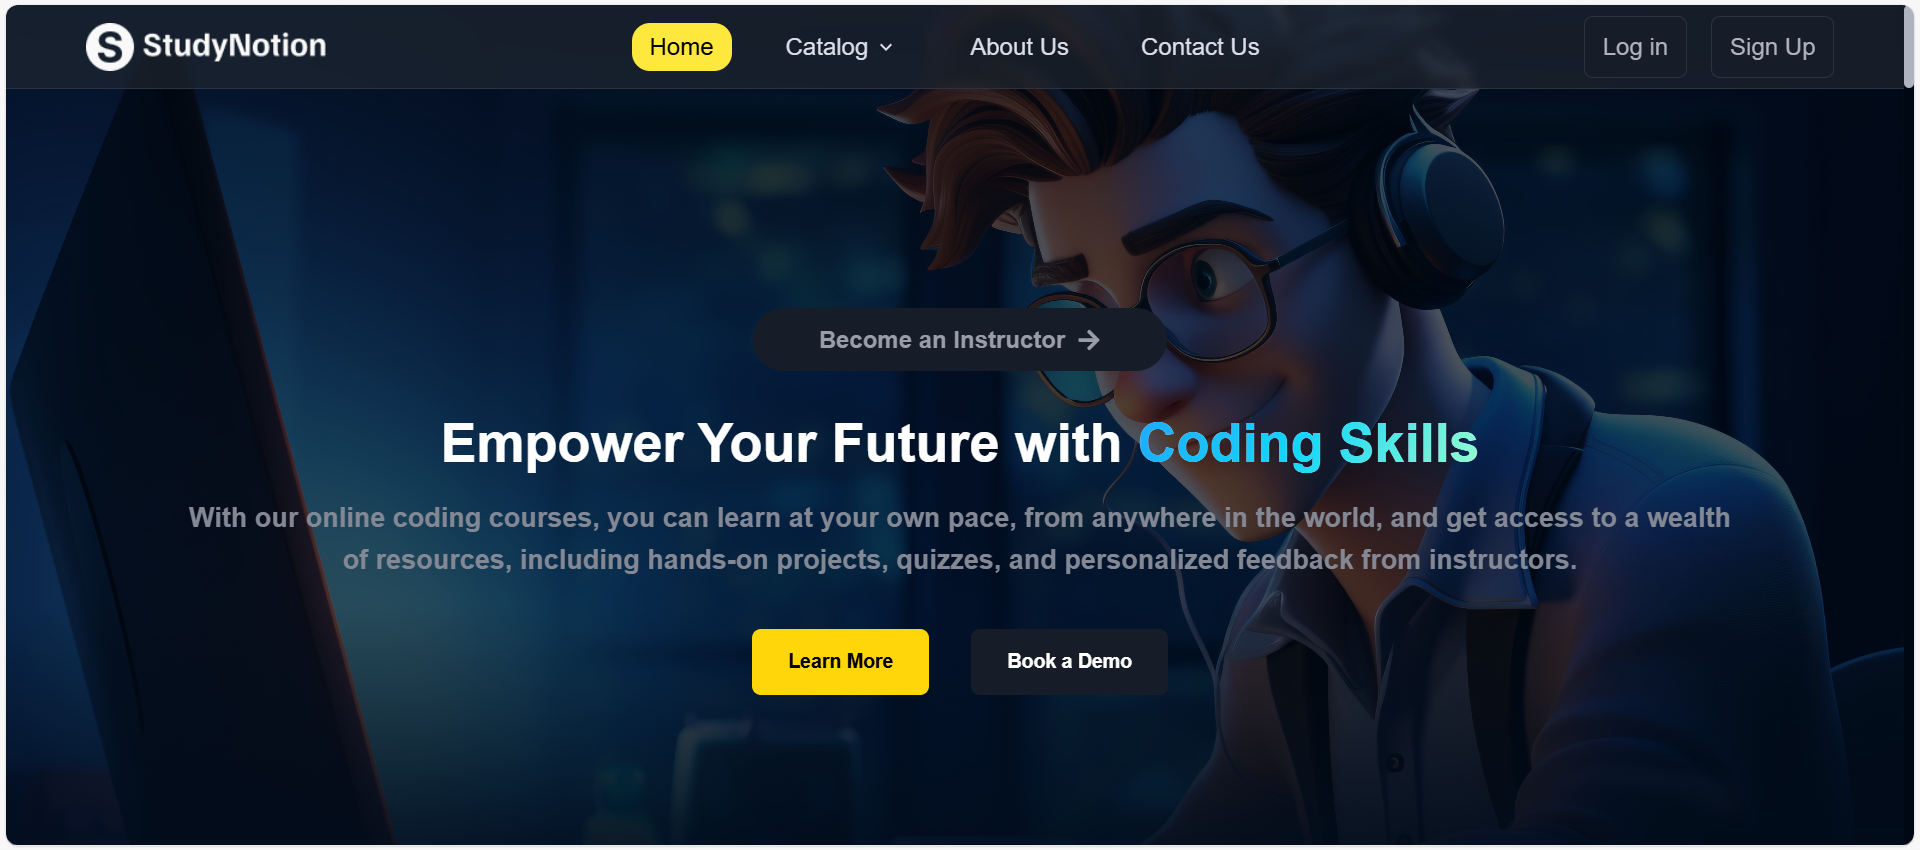 S StudyNotion
Home
Catalog
About Us
Contact Us
Log in
Sign Up
Become an Instructor
Empower Your Future with Coding Skills
With our online coding courses, you can learn at your own pace, from anywhere in the world, and get access to a wealth
of resources, including hands-on projects, quizzes, and personalized feedback from instructors.
Learn More
Book a Demo